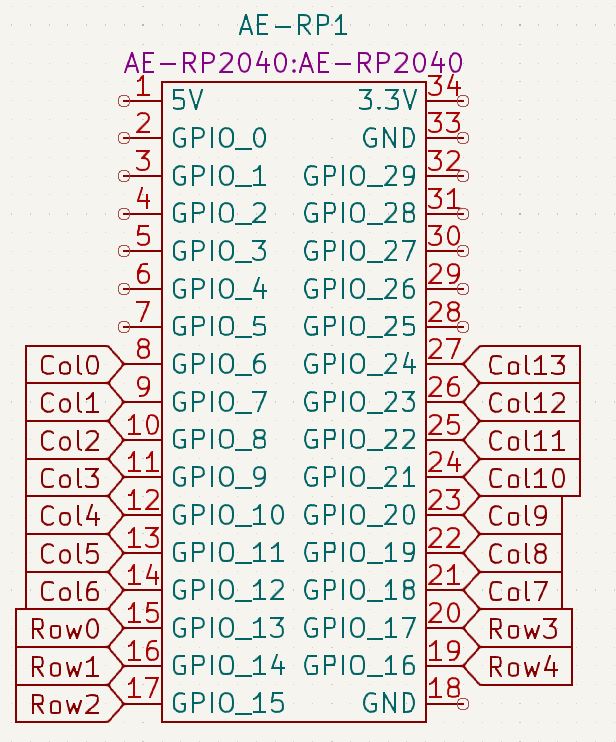 AE-RP1
AE-RP2040:AE-RP2040
1 5V 3.3V 34
2 GPIO_0 GND 33
3 GPIO_1 GPIO_29 32
4 GPIO_2 GPIO_28 31
5 GPIO_3 GPIO_27 30
6 GPIO_4 GPIO_26 29
7 GPIO_5 GPIO_25 28
Col0 8 GPIO_6 GPIO_24 27 Col13
Col1 9 GPIO_7 GPIO_23 26 Col12
Col2 10 GPIO_8 GPIO_22 25 Col11
Col3 11 GPIO_9 GPIO_21 24 Col10
Col4 12 GPIO_10 GPIO_20 23 Col9
Col5 13 GPIO_11 GPIO_19 22 Col8
Col6 14 GPIO_12 GPIO_18 21 Col7
Row0 15 GPIO_13 GPIO_17 20 Row3
Row1 16 GPIO_14 GPIO_16 19 Row4
Row2 17 GPIO_15 GND 18